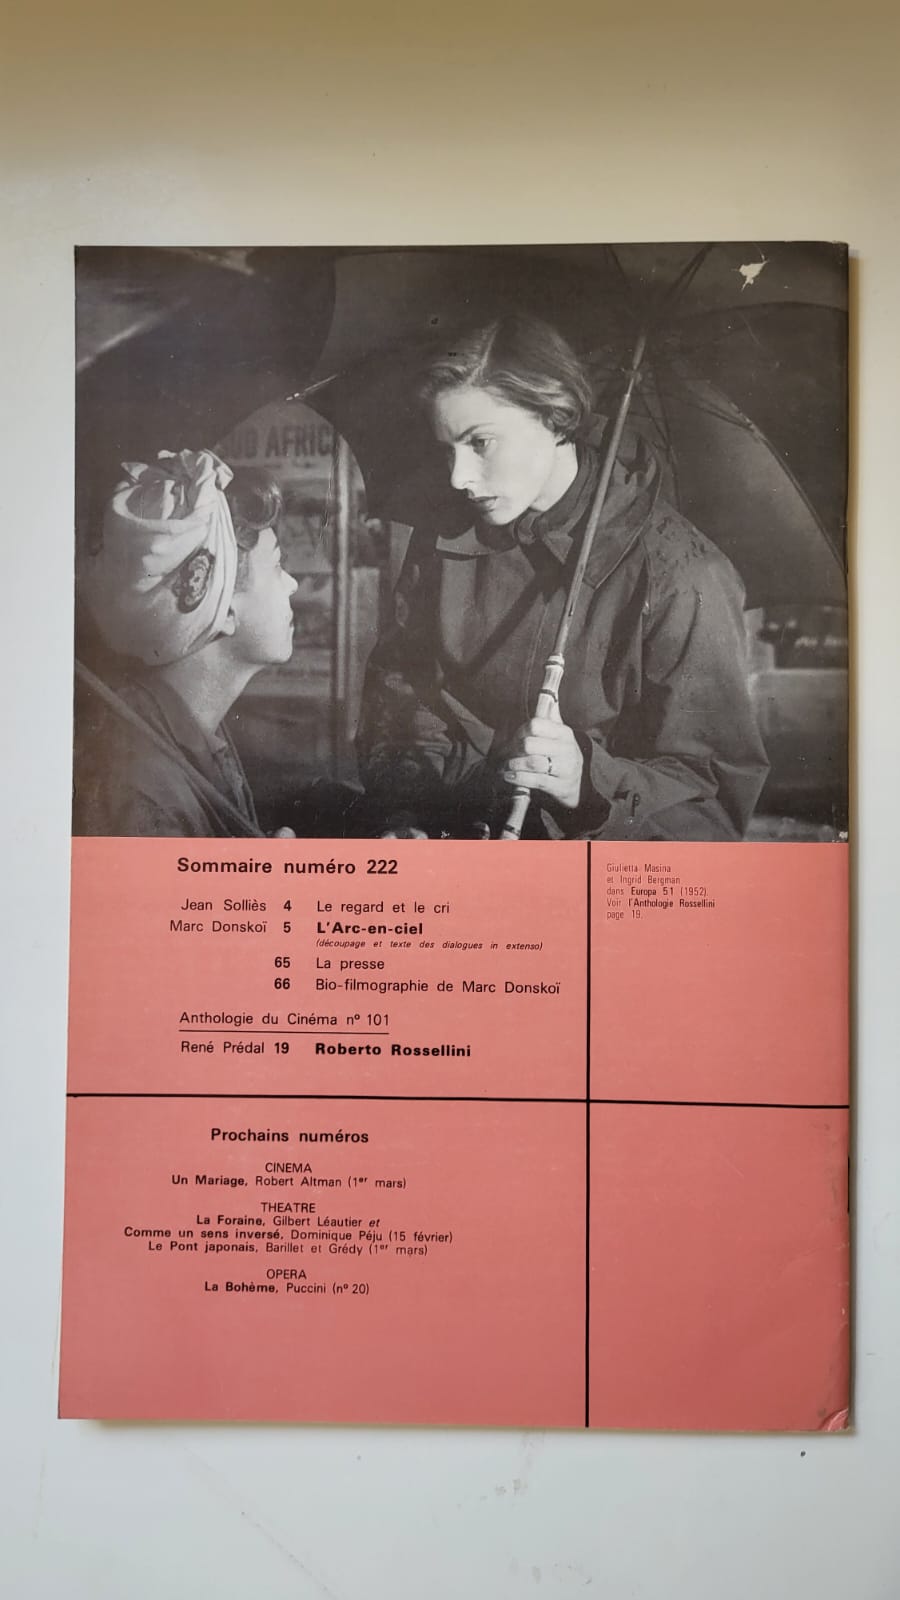 UB AFRIC
Sommaire numéro 222
Jean Solliès 4 Le regard et le cri
Marc Donskoï 5 L'Arc-en-ciel
(découpage et texte des dialogues in extenso)
65 La presse
66 Bio-filmographie de Marc Donskoï
Anthologie du Cinéma nº 101
René Prédal 19 Roberto Rossellini
Giulietta Masina
et Ingrid Bergman
dans Europa 51 (1952).
Voir l'Anthologie Rossellini
page 19.
Prochains numéros
CINEMA
Un Mariage, Robert Altman (1er mars)
THEATRE
La Foraine, Gilbert Léautier et
Comme un sens inversé, Dominique Péju (15 février)
Le Pont japonais, Barillet et Grédy (1er mars)
OPERA
La Bohème, Puccini (nº 20)